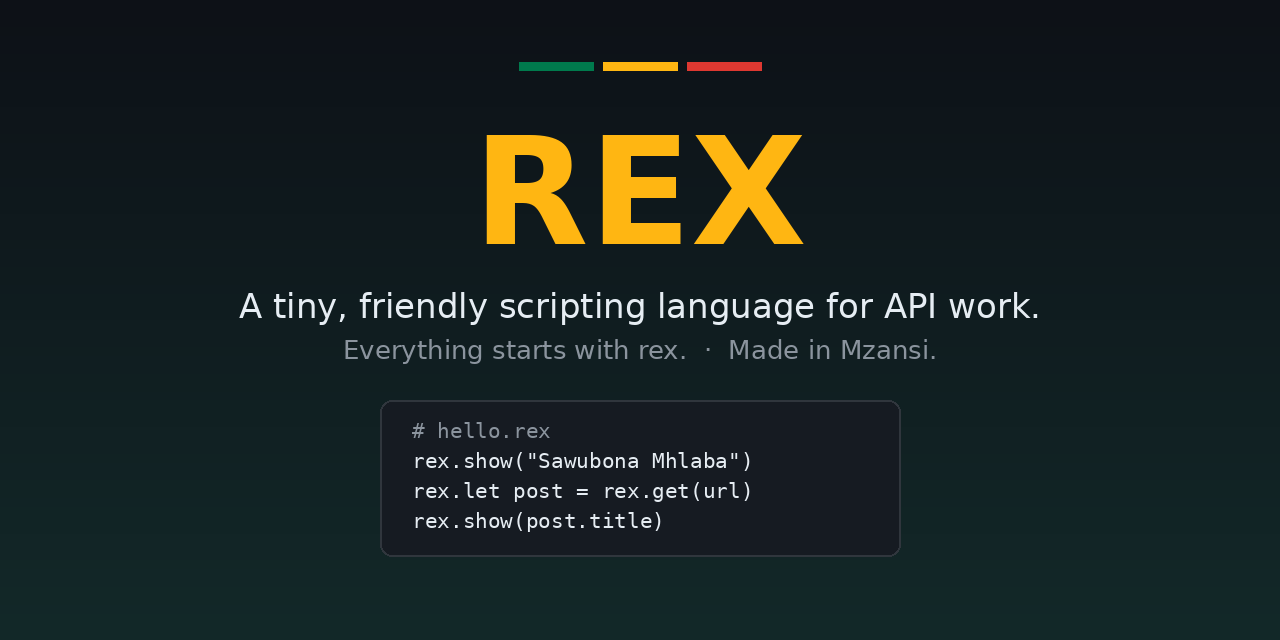 REX
A tiny, friendly scripting language for API work.
Everything starts with rex. · Made in Mzansi.
# hello.rex
rex.show("Sawubona Mhlaba")
rex.let post = rex.get(url)
rex.show(post.title)